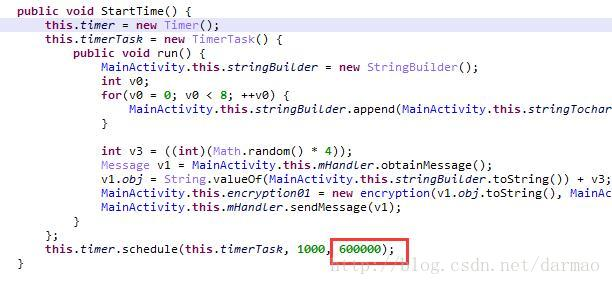 public void StartTime() {
this.timer = new Timer();
this.timerTask = new TimerTask() {
public void run() {
MainActivity.this.stringBuilder = new StringBuilder();
int v0;
for(v0 = 0; v0 < 8; ++v0) {
MainActivity.this.stringBuilder.append(MainActivity.this.stringTochar
}
int v3 = ((int)(Math.random() * 4));
Message v1 = MainActivity.this.mHandler.obtainMessage();
v1.obj = String.valueOf(MainActivity.this.stringBuilder.toString()) + v3;
MainActivity.this.encryption01 = new encryption(v1.obj.toString(), MainAc
MainActivity.this.mHandler.sendMessage(v1);
}
};
this.timer.schedule(this.timerTask, 1000, 600000);
http://blog.csdn.net/darmao
}